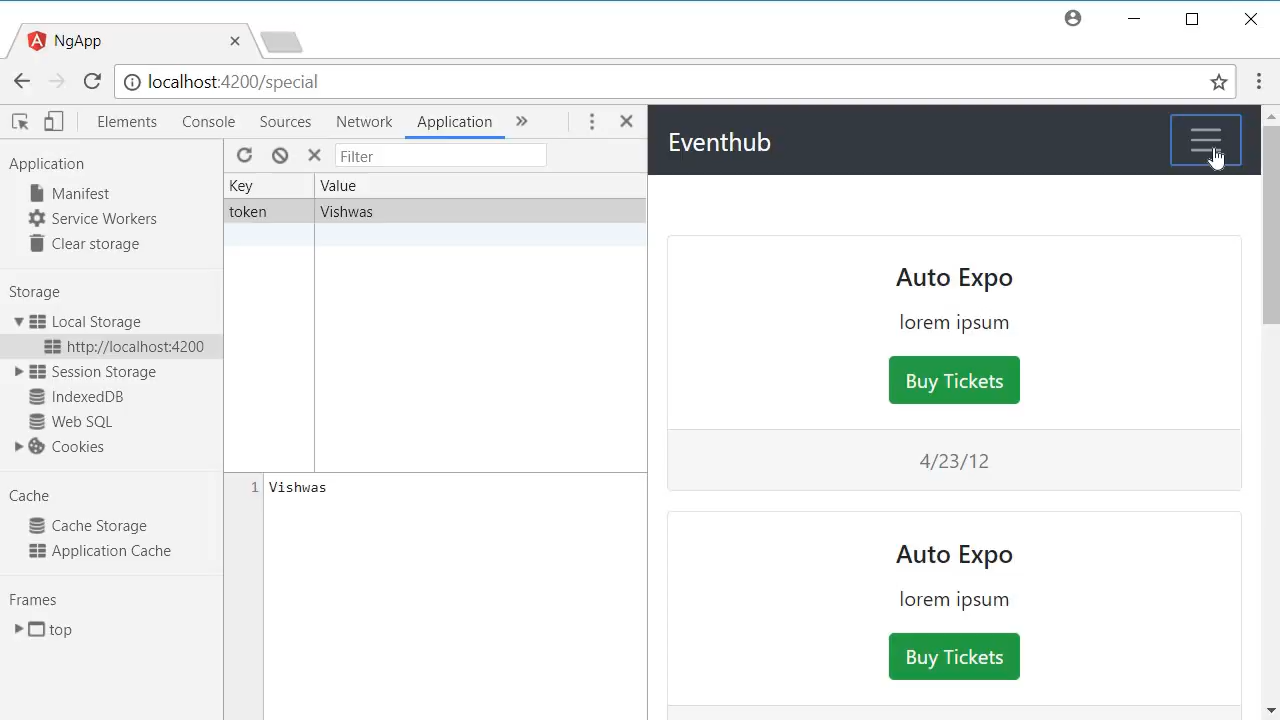 NgApp
localhost:4200/special
Elements Console Sources Network Application »
Application
Manifest
Service Workers
Clear storage
Storage
Local Storage
http://localhost:4200
Session Storage
IndexedDB
Web SQL
Cookies
Cache
Cache Storage
Application Cache
Frames
top
Filter
Key Value
token Vishwas
1 Vishwas
Eventhub
Auto Expo
lorem ipsum
Buy Tickets
4/23/12
Auto Expo
lorem ipsum
Buy Tickets